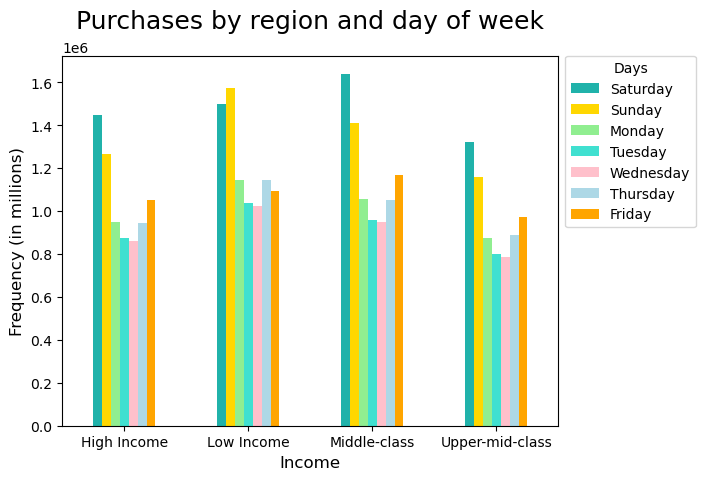 Purchases by region and day of week
1e6
1.6
1.4
1.2
1.0
0.8
0.6
0.4
0.2
0.0
Frequency (in millions)
High Income Low Income Middle-class Upper-mid-class
Income
Days
Saturday
Sunday
Monday
Tuesday
Wednesday
Thursday
Friday